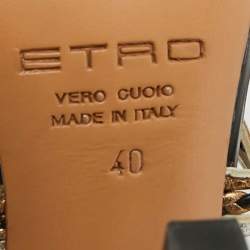 ETRO
VERO CUOIO
MADE IN ITALY
40